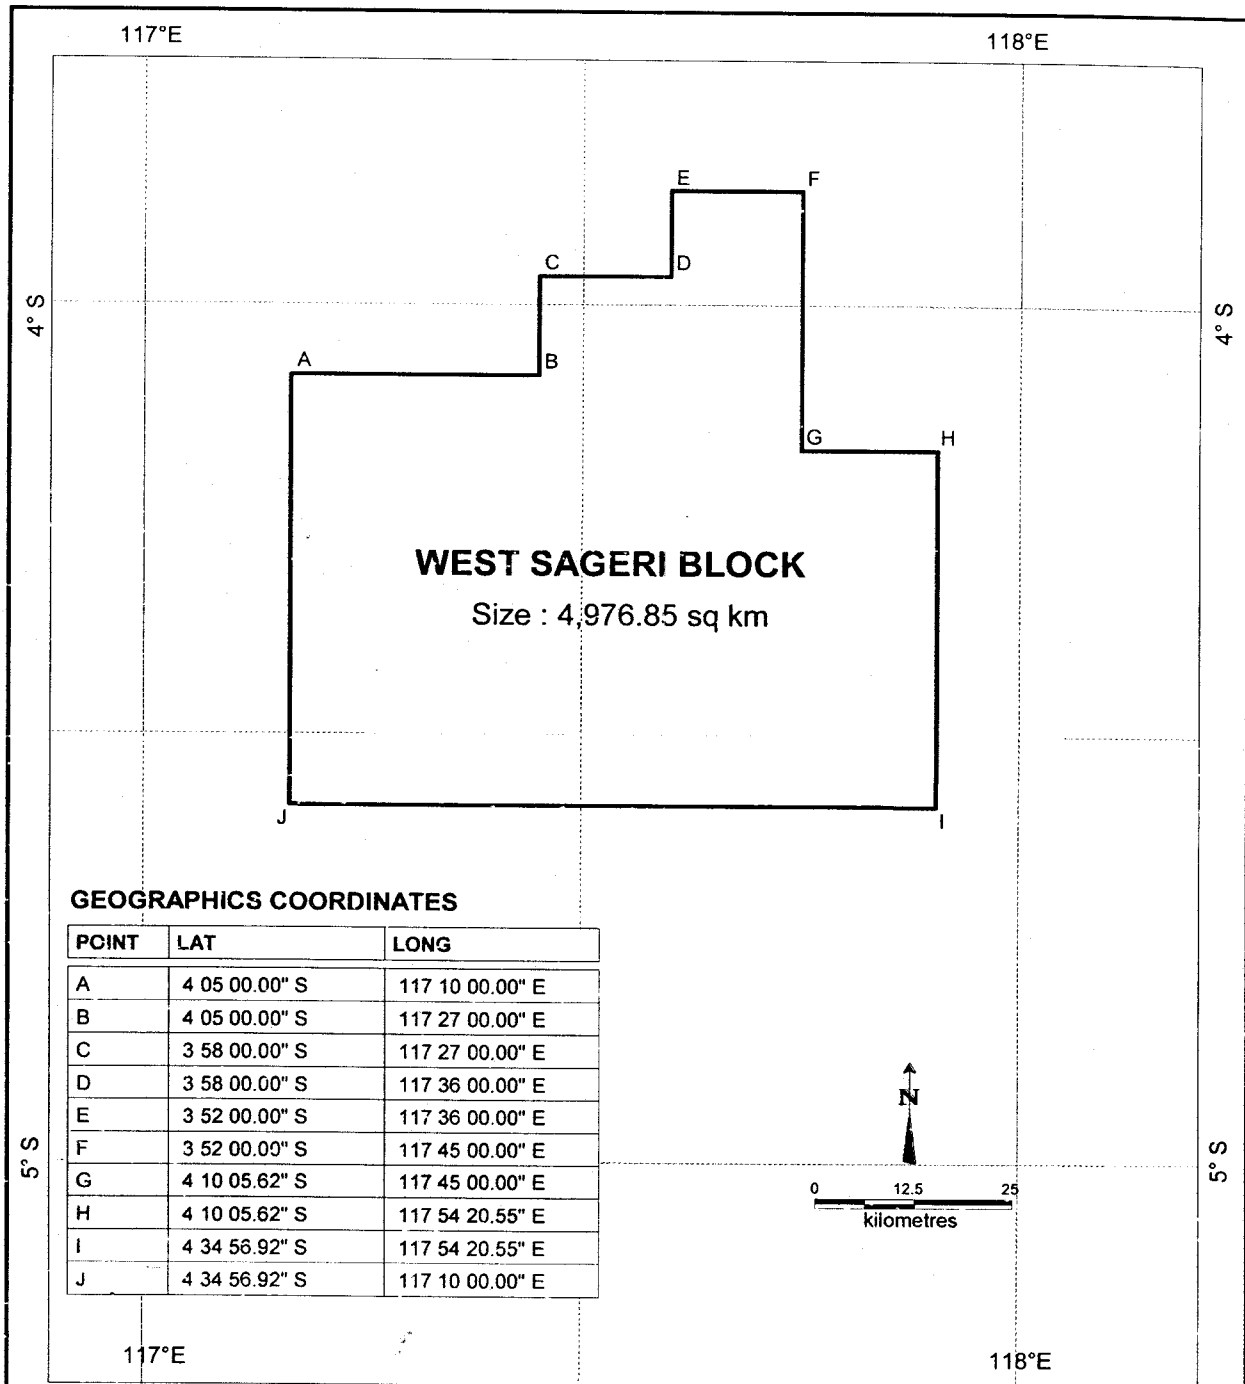 117°E 118°E
E F
C D
4° S 4° S
A B
G H
WEST SAGERI BLOCK
Size : 4,976.85 sq km
J I
GEOGRAPHICS COORDINATES
POINT LAT LONG
A 4 05 00.00" S 117 10 00.00" E
B 4 05 00.00" S 117 27 00.00" E
C 3 58 00.00" S 117 27 00.00" E
D 3 58 00.00" S 117 36 00.00" E
E 3 52 00.00" S 117 36 00.00" E
F 3 52 00.00" S 117 45 00.00" E
G 4 10 05.62" S 117 45 00.00" E
H 4 10 05.62" S 117 54 20.55" E
I 4 34 56.92" S 117 54 20.55" E
J 4 34 56.92" S 117 10 00.00" E
N
5° S 5° S
0 12.5 25
kilometres
117°E 118°E